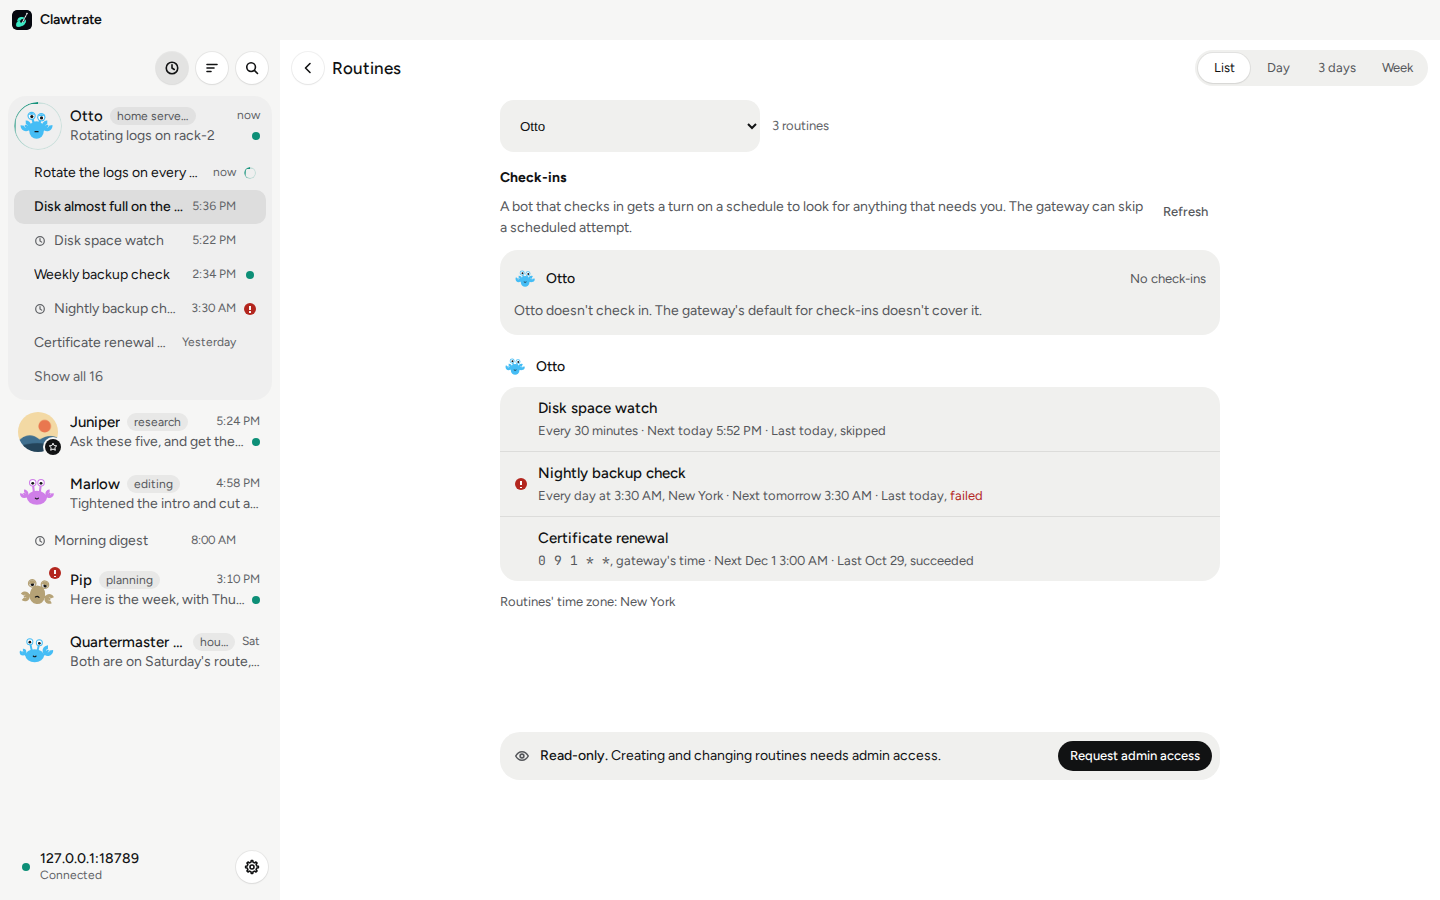 Clawtrate
Otto home serve... now
Rotating logs on rack-2
Rotate the logs on every ... now
Disk almost full on the ... 5:36 PM
Disk space watch 5:22 PM
Weekly backup check 2:34 PM
Nightly backup ch... 3:30 AM
Certificate renewal ... Yesterday
Show all 16
Juniper research 5:24 PM
Ask these five, and get the...
Marlow editing 4:58 PM
Tightened the intro and cut a...
Morning digest 8:00 AM
Pip planning 3:10 PM
Here is the week, with Thu...
Quartermaster ... hou... Sat
Both are on Saturday's route,...
127.0.0.1:18789
Connected
Routines
List Day 3 days Week
Otto 3 routines
Check-ins
A bot that checks in gets a turn on a schedule to look for anything that needs you. The gateway can skip
a scheduled attempt.
Refresh
Otto No check-ins
Otto doesn't check in. The gateway's default for check-ins doesn't cover it.
Otto
Disk space watch
Every 30 minutes · Next today 5:52 PM · Last today, skipped
Nightly backup check
Every day at 3:30 AM, New York · Next tomorrow 3:30 AM · Last today, failed
Certificate renewal
0 9 1 * *, gateway's time · Next Dec 1 3:00 AM · Last Oct 29, succeeded
Routines' time zone: New York
Read-only. Creating and changing routines needs admin access. Request admin access